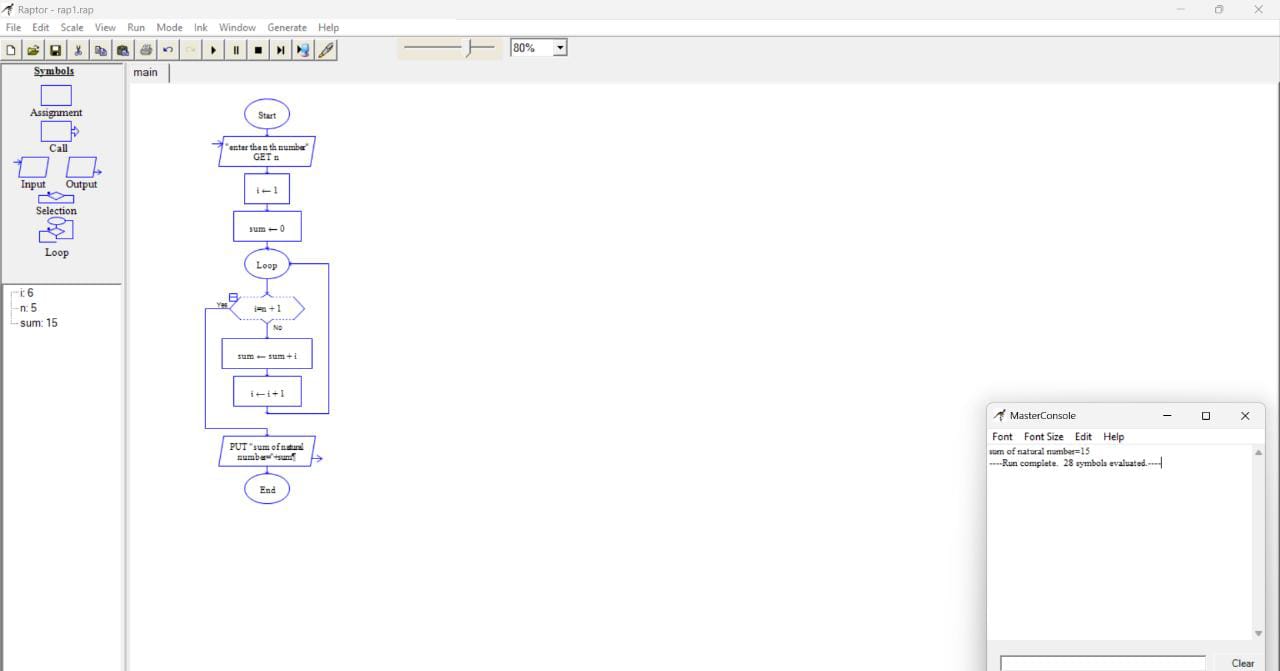 Raptor - rap1.rap
File Edit Scale View Run Mode Ink Window Generate Help
80%
Symbols
Assignment
Call
Input Output
Selection
Loop
i: 6
n: 5
sum: 15
main
Start
"enter the n th number"
GET n
i ← 1
sum ← 0
Loop
Yes
i=n + 1
No
sum ← sum + i
i ← i + 1
PUT "sum of natural
number="+sum¶
End
MasterConsole
Font Font Size Edit Help
sum of natural number=15
----Run complete. 28 symbols evaluated.----
Clear